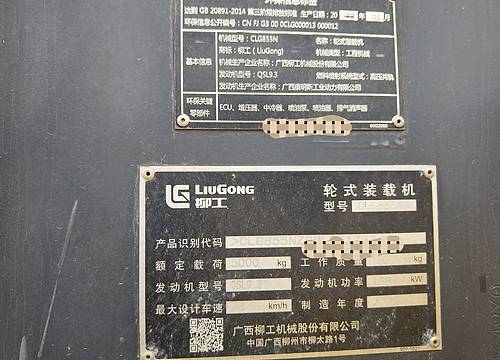 环保信息标签
达到 GB 20891-2014 第三阶段排放标准 生产日期: 20
环保信息公开编号: CN FJ G3 00 0CLG000013 000012
机械型号: CLG855N 名称: 轮式装载机
商标: 柳工 (LiuGong) 机械类型: 工程机械
基本信息 机械生产企业名称: 广西柳工机械股份有限公司
发动机型号: QSL9.3 燃料喷射系统型式: 高压共轨
发动机生产企业名称: 广西康明斯工业动力有限公司
环保关键零部件 ECU、增压器、中冷器、喷油泵、喷油器、排气消声器
LG LIUGONG 柳工
轮式装载机
型号
产品识别代码 >CLG855NZ
额定载荷 5000 kg 工作质量 kg
发动机型号 QSL9.3 发动机功率 kW
最大设计车速 km/h 制造年度
广西柳工机械股份有限公司
中国广西柳州市柳太路1号